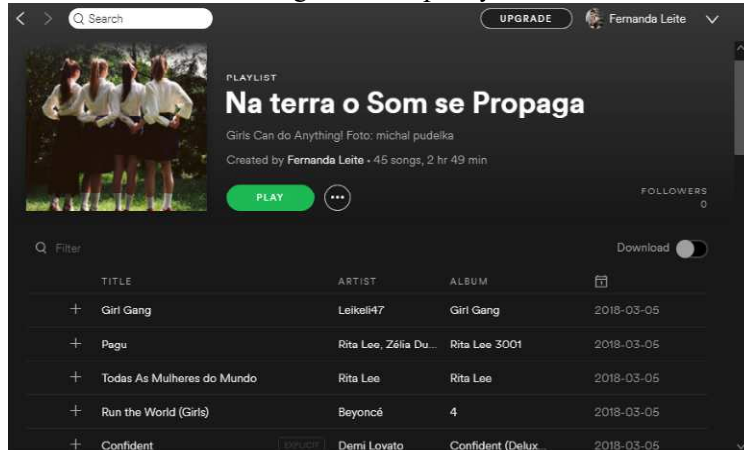 Search
UPGRADE Fernanda Leite
PLAYLIST
Na terra o Som se Propaga
Girls Can do Anything! Foto: michal pudelka
Created by Fernanda Leite • 45 songs, 2 hr 49 min
PLAY
FOLLOWERS
0
Filter
Download
TITLE ARTIST ALBUM
Girl Gang Leikeli47 Girl Gang 2018-03-05
Pagu Rita Lee, Zélia Du... Rita Lee 3001 2018-03-05
Todas As Mulheres do Mundo Rita Lee Rita Lee 2018-03-05
Run the World (Girls) Beyoncé 4 2018-03-05
Confident EXPLICIT Demi Lovato Confident (Delux... 2018-03-05